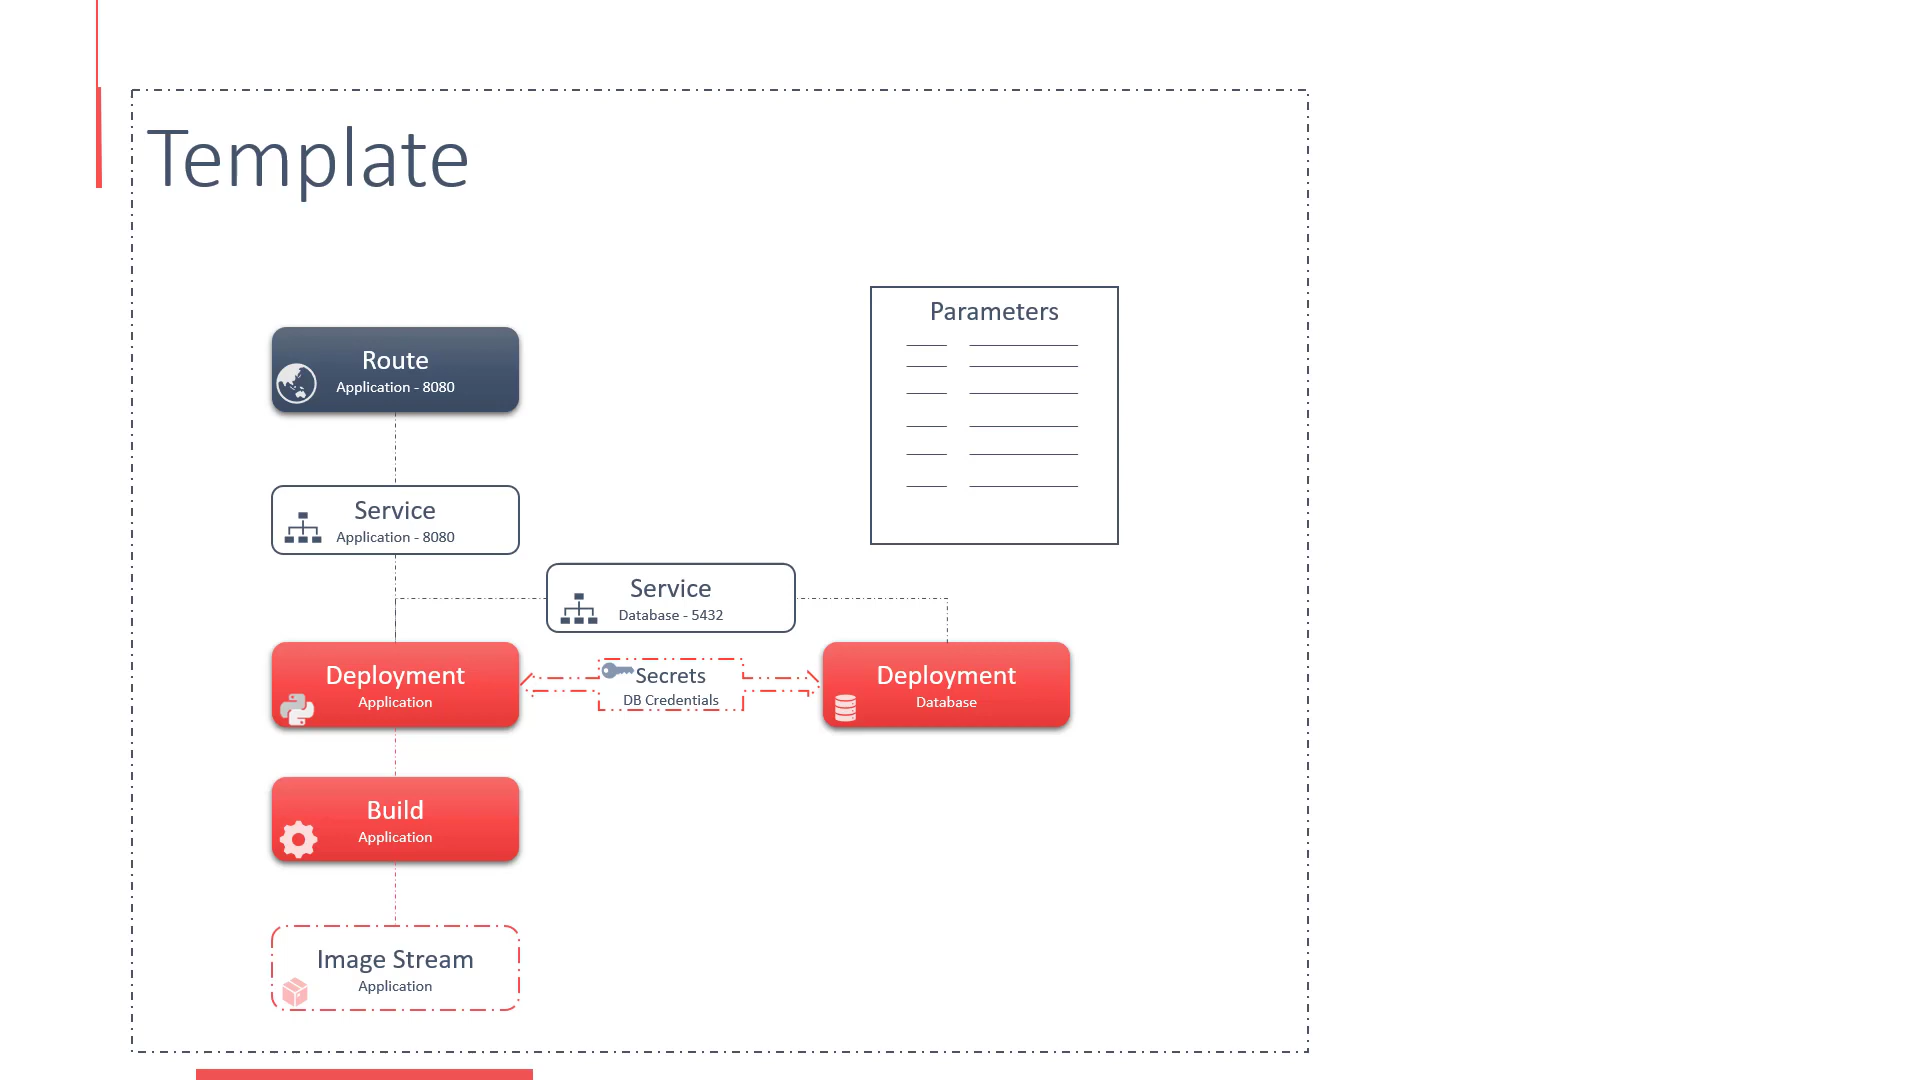 Template
Parameters
Route
Application - 8080
Service
Application - 8080
Service
Database - 5432
Deployment
Application
Secrets
DB Credentials
Deployment
Database
Build
Application
Image Stream
Application